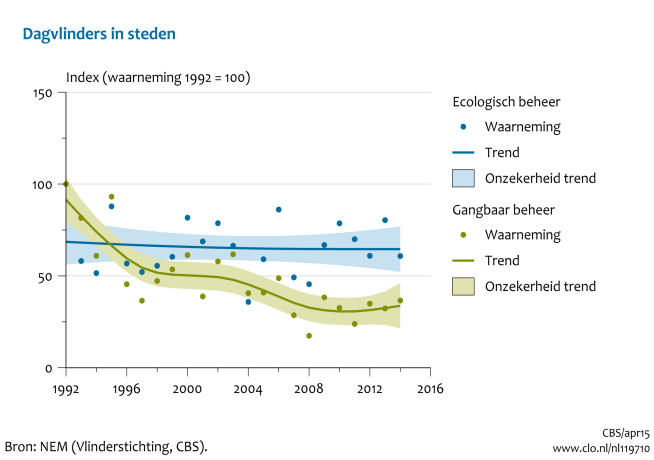 Dagvlinders in steden
Index (waarneming 1992 = 100)
150
100
50
0
1992 1996 2000 2004 2008 2012 2016
Ecologisch beheer
Waarneming
Trend
Onzekerheid trend
Gangbaar beheer
Waarneming
Trend
Onzekerheid trend
CBS/apr15
www.clo.nl/nl119710
Bron: NEM (Vlinderstichting, CBS).